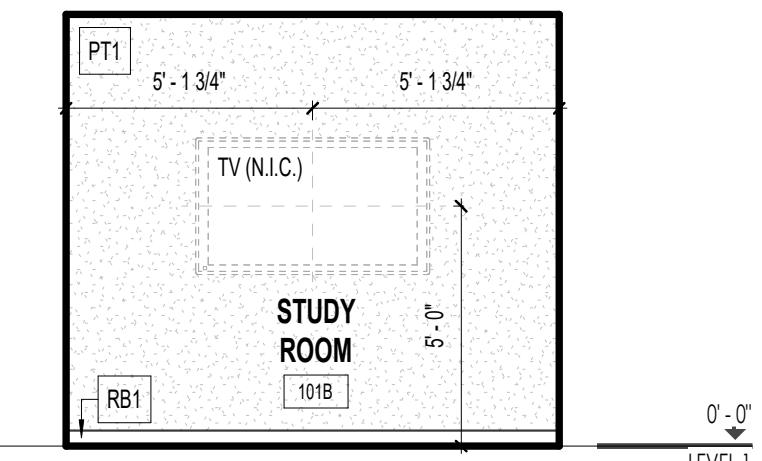 PT1
5' - 1 3/4"
5' - 1 3/4"
TV (N.I.C.)
STUDY
ROOM
5' - 0"
101B
RB1
0' - 0"
LEVEL 1